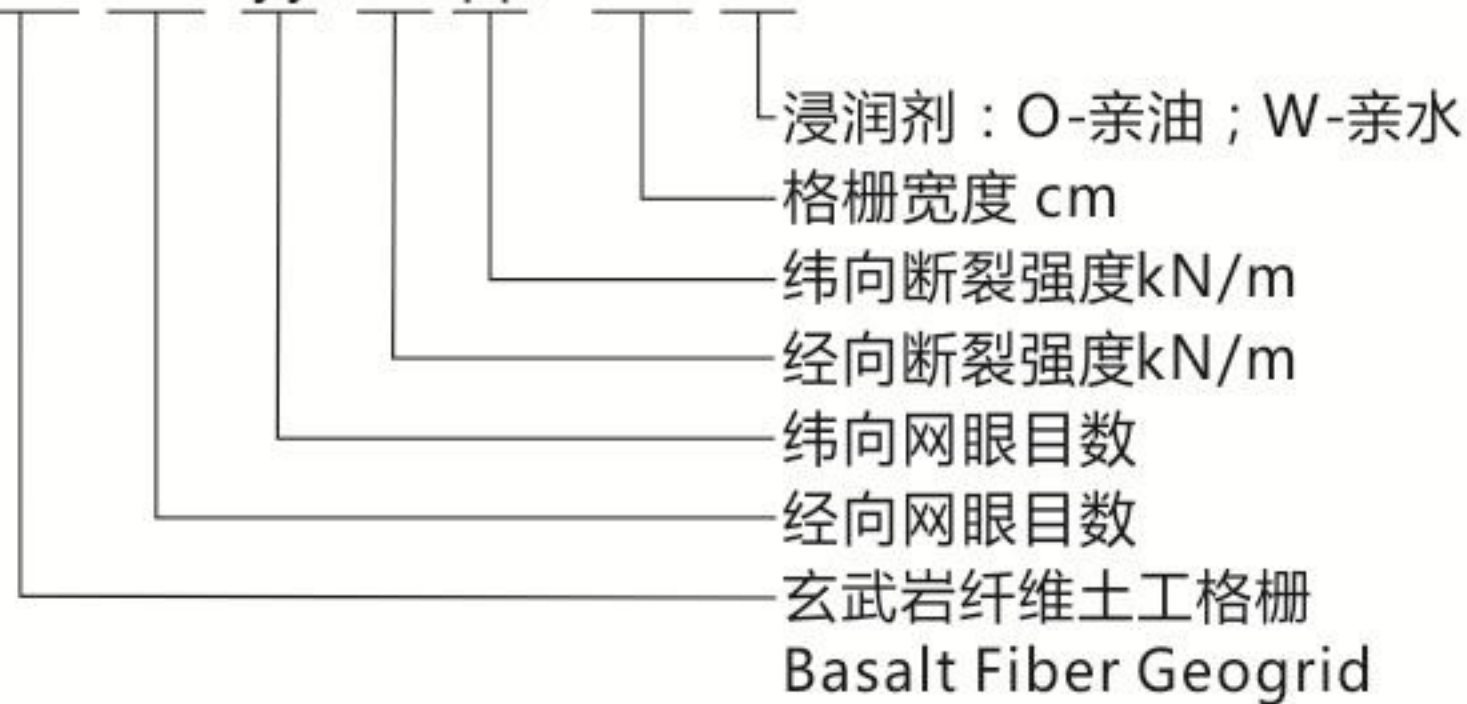 浸润剂：O-亲油；W-亲水
格栅宽度 cm
纬向断裂强度kN/m
经向断裂强度kN/m
纬向网眼目数
经向网眼目数
玄武岩纤维土工格栅
Basalt Fiber Geogrid